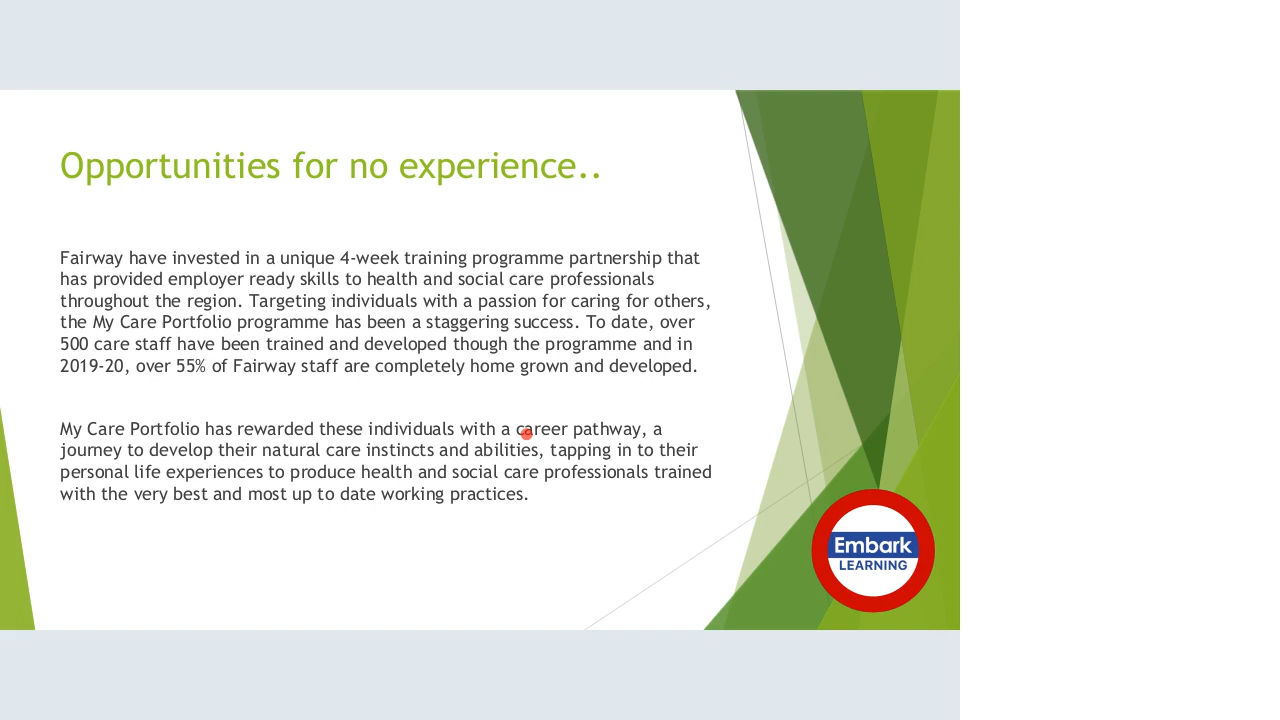 Opportunities for no experience..
Fairway have invested in a unique 4-week training programme partnership that
has provided employer ready skills to health and social care professionals
throughout the region. Targeting individuals with a passion for caring for others,
the My Care Portfolio programme has been a staggering success. To date, over
500 care staff have been trained and developed though the programme and in
2019-20, over 55% of Fairway staff are completely home grown and developed.
My Care Portfolio has rewarded these individuals with a career pathway, a
journey to develop their natural care instincts and abilities, tapping in to their
personal life experiences to produce health and social care professionals trained
with the very best and most up to date working practices.
Embark
LEARNING